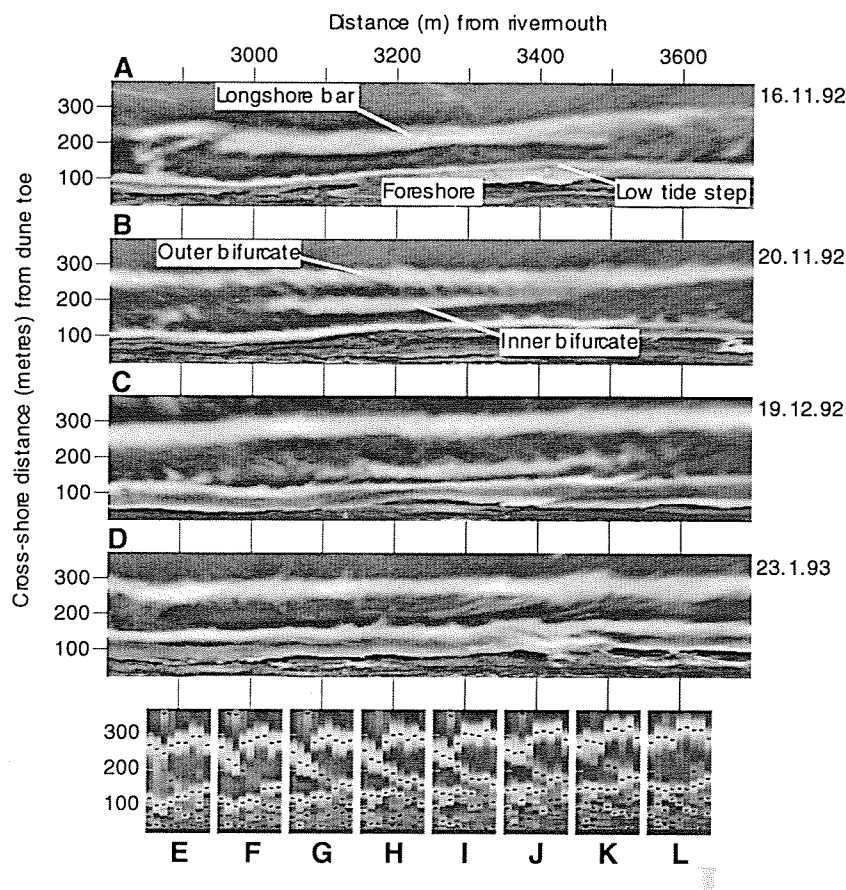 Distance (m) from rivermouth
3000 3200 3400 3600
A
300
200
100
Longshore bar
Foreshore
Low tide step
16.11.92
B
300
200
100
Outer bifurcate
Inner bifurcate
20.11.92
C
300
200
100
19.12.92
D
300
200
100
23.1.93
Cross-shore distance (metres) from dune toe
300
200
100
E F G H I J K L